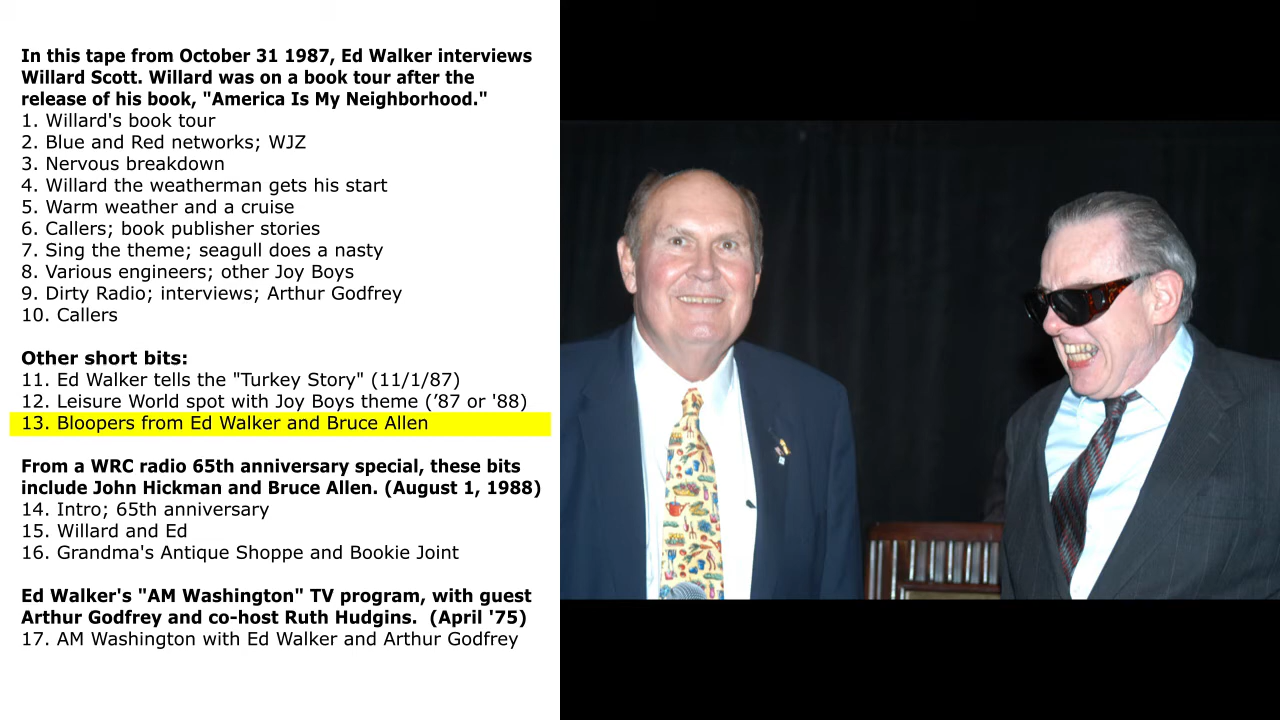 In this tape from October 31 1987, Ed Walker interviews
Willard Scott. Willard was on a book tour after the
release of his book, "America Is My Neighborhood."
1. Willard's book tour
2. Blue and Red networks; WJZ
3. Nervous breakdown
4. Willard the weatherman gets his start
5. Warm weather and a cruise
6. Callers; book publisher stories
7. Sing the theme; seagull does a nasty
8. Various engineers; other Joy Boys
9. Dirty Radio; interviews; Arthur Godfrey
10. Callers
Other short bits:
11. Ed Walker tells the "Turkey Story" (11/1/87)
12. Leisure World spot with Joy Boys theme (’87 or '88)
13. Bloopers from Ed Walker and Bruce Allen
From a WRC radio 65th anniversary special, these bits
include John Hickman and Bruce Allen. (August 1, 1988)
14. Intro; 65th anniversary
15. Willard and Ed
16. Grandma's Antique Shoppe and Bookie Joint
Ed Walker's "AM Washington" TV program, with guest
Arthur Godfrey and co-host Ruth Hudgins.  (April '75)
17. AM Washington with Ed Walker and Arthur Godfrey